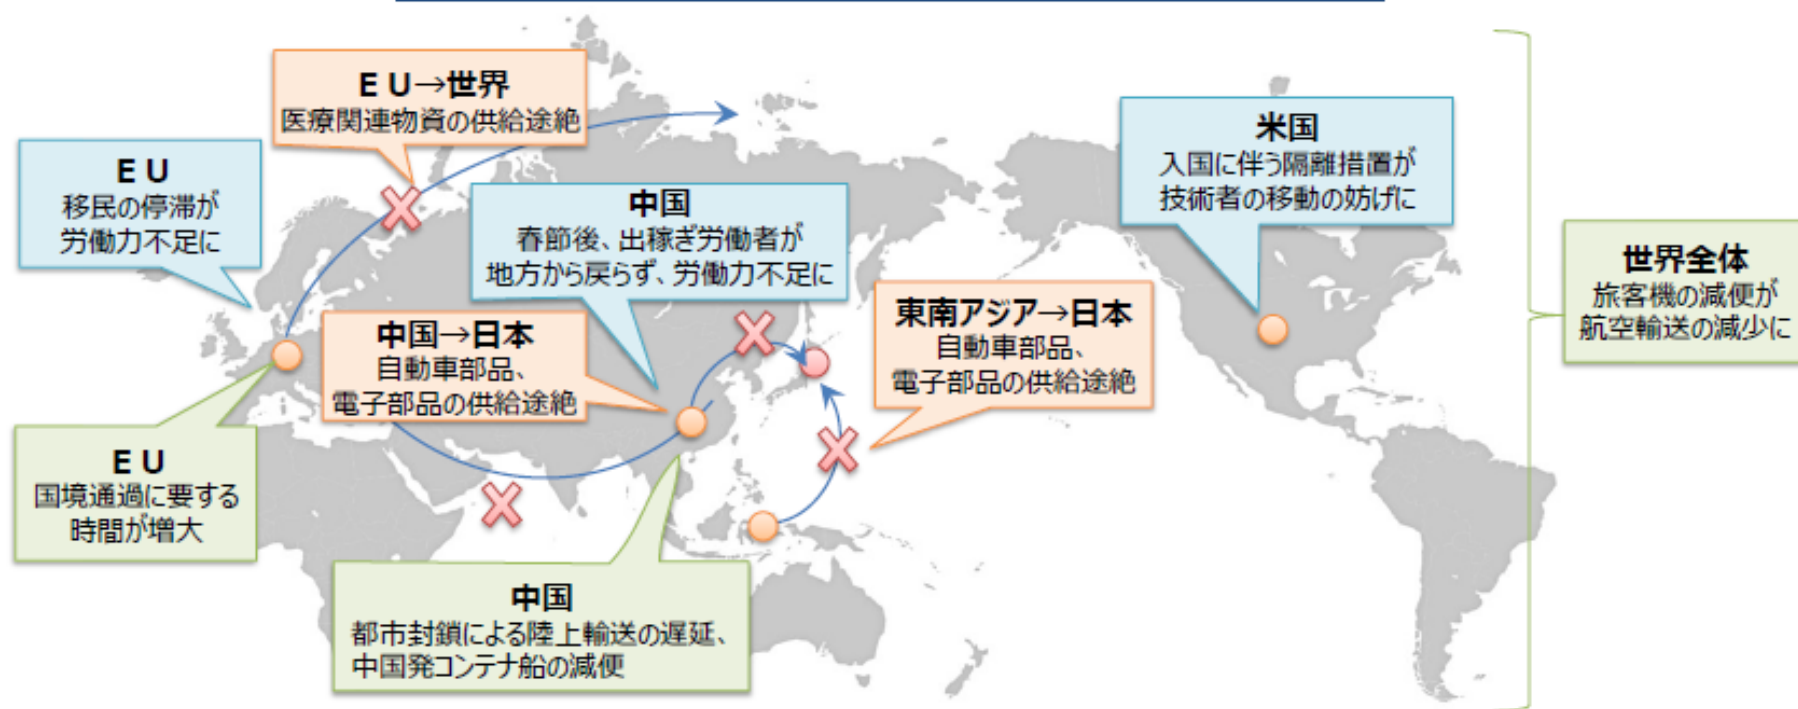 ＥＵ→世界
医療関連物資の供給途絶
米国
入国に伴う隔離措置が
技術者の移動の妨げに
ＥＵ
移民の停滞が
労働力不足に
中国
春節後、出稼ぎ労働者が
地方から戻らず、労働力不足に
世界全体
旅客機の減便が
航空輸送の減少に
中国→日本
自動車部品、
電子部品の供給途絶
東南アジア→日本
自動車部品、
電子部品の供給途絶
ＥＵ
国境通過に要する
時間が増大
中国
都市封鎖による陸上輸送の遅延、
中国発コンテナ船の減便